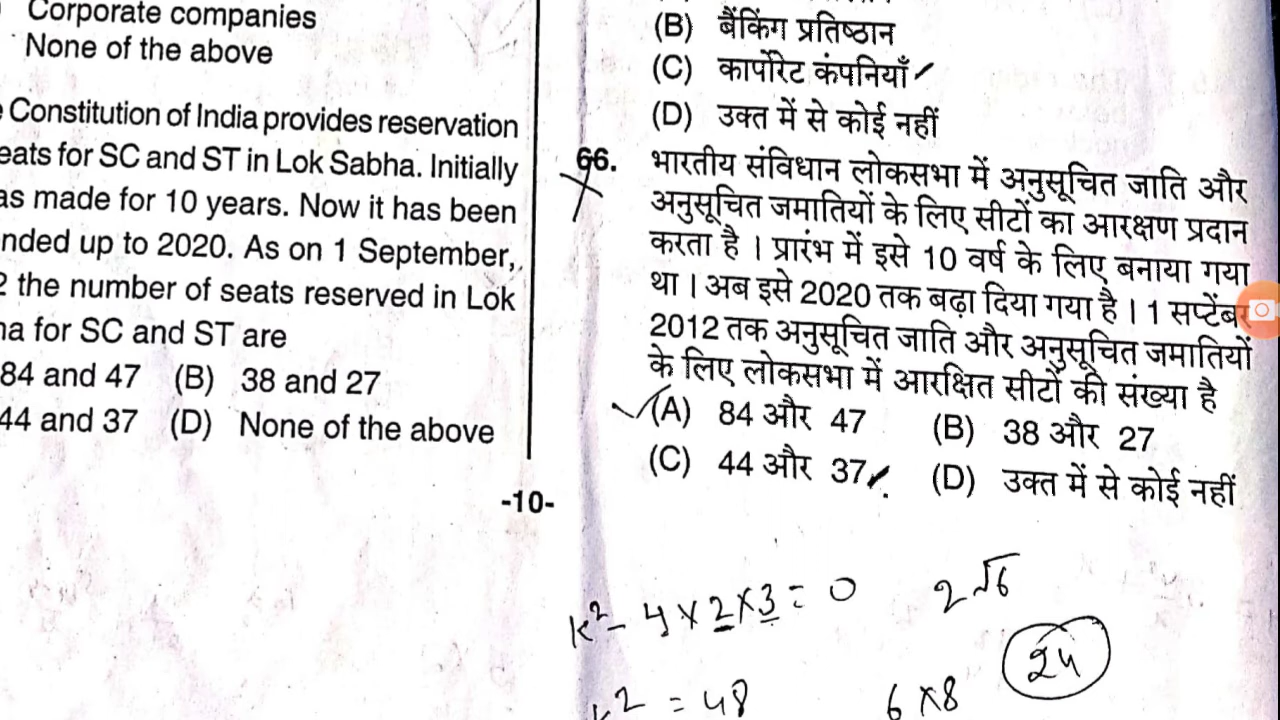 Corporate companies
None of the above
Constitution of India provides reservation
eats for SC and ST in Lok Sabha. Initially
as made for 10 years. Now it has been
nded up to 2020. As on 1 September,
2 the number of seats reserved in Lok
ha for SC and ST are
84 and 47 (B) 38 and 27
44 and 37 (D) None of the above
-10-
(B) बैंकिंग प्रतिष्ठान
(C) कार्पोरेट कंपनियाँ
(D) उक्त में से कोई नहीं
66. भारतीय संविधान लोकसभा में अनुसूचित जाति और
अनुसूचित जमातियों के लिए सीटों का आरक्षण प्रदान
करता है । प्रारंभ में इसे 10 वर्ष के लिए बनाया गया
था । अब इसे 2020 तक बढ़ा दिया गया है । 1 सप्टेंबर
2012 तक अनुसूचित जाति और अनुसूचित जमातियों
के लिए लोकसभा में आरक्षित सीटों की संख्या है
(A) 84 और 47 (B) 38 और 27
(C) 44 और 37 (D) उक्त में से कोई नहीं
k² - 4 × 2 × 3 = 0 2√6
24
k² = 48 6 × 8